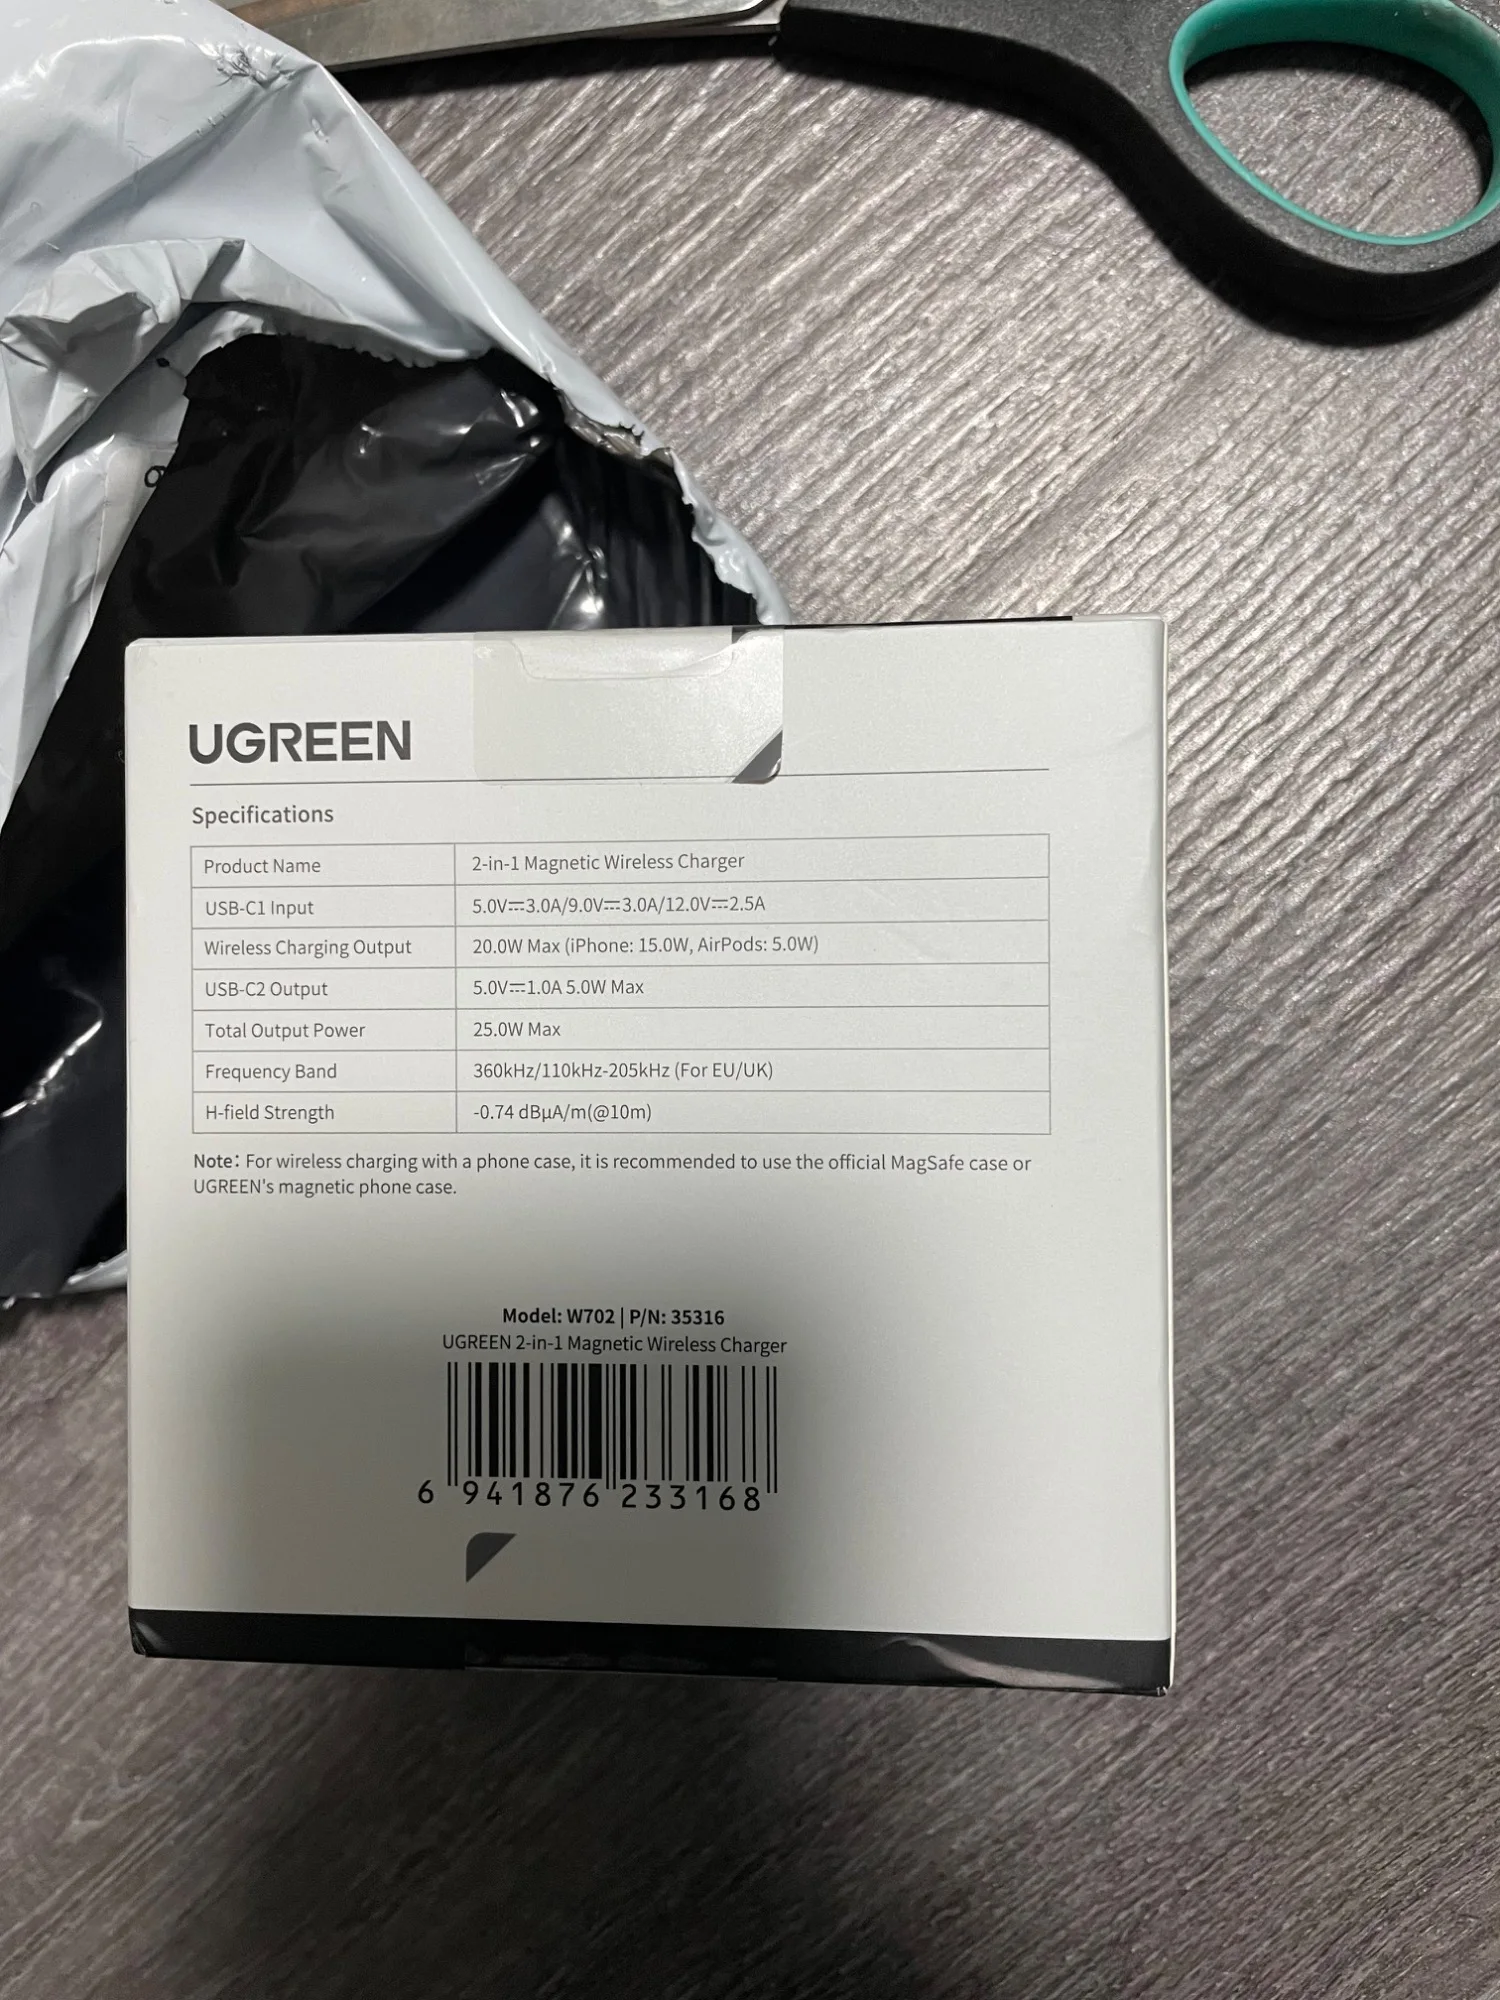 UGREEN
Specifications
Product Name 2-in-1 Magnetic Wireless Charger
USB-C1 Input 5.0V⎓3.0A/9.0V⎓3.0A/12.0V⎓2.5A
Wireless Charging Output 20.0W Max (iPhone: 15.0W, AirPods: 5.0W)
USB-C2 Output 5.0V⎓1.0A 5.0W Max
Total Output Power 25.0W Max
Frequency Band 360kHz/110kHz-205kHz (For EU/UK)
H-field Strength -0.74 dBμA/m(@10m)
Note: For wireless charging with a phone case, it is recommended to use the official MagSafe case or
UGREEN's magnetic phone case.
Model: W702 | P/N: 35316
UGREEN 2-in-1 Magnetic Wireless Charger
6 941876 233168